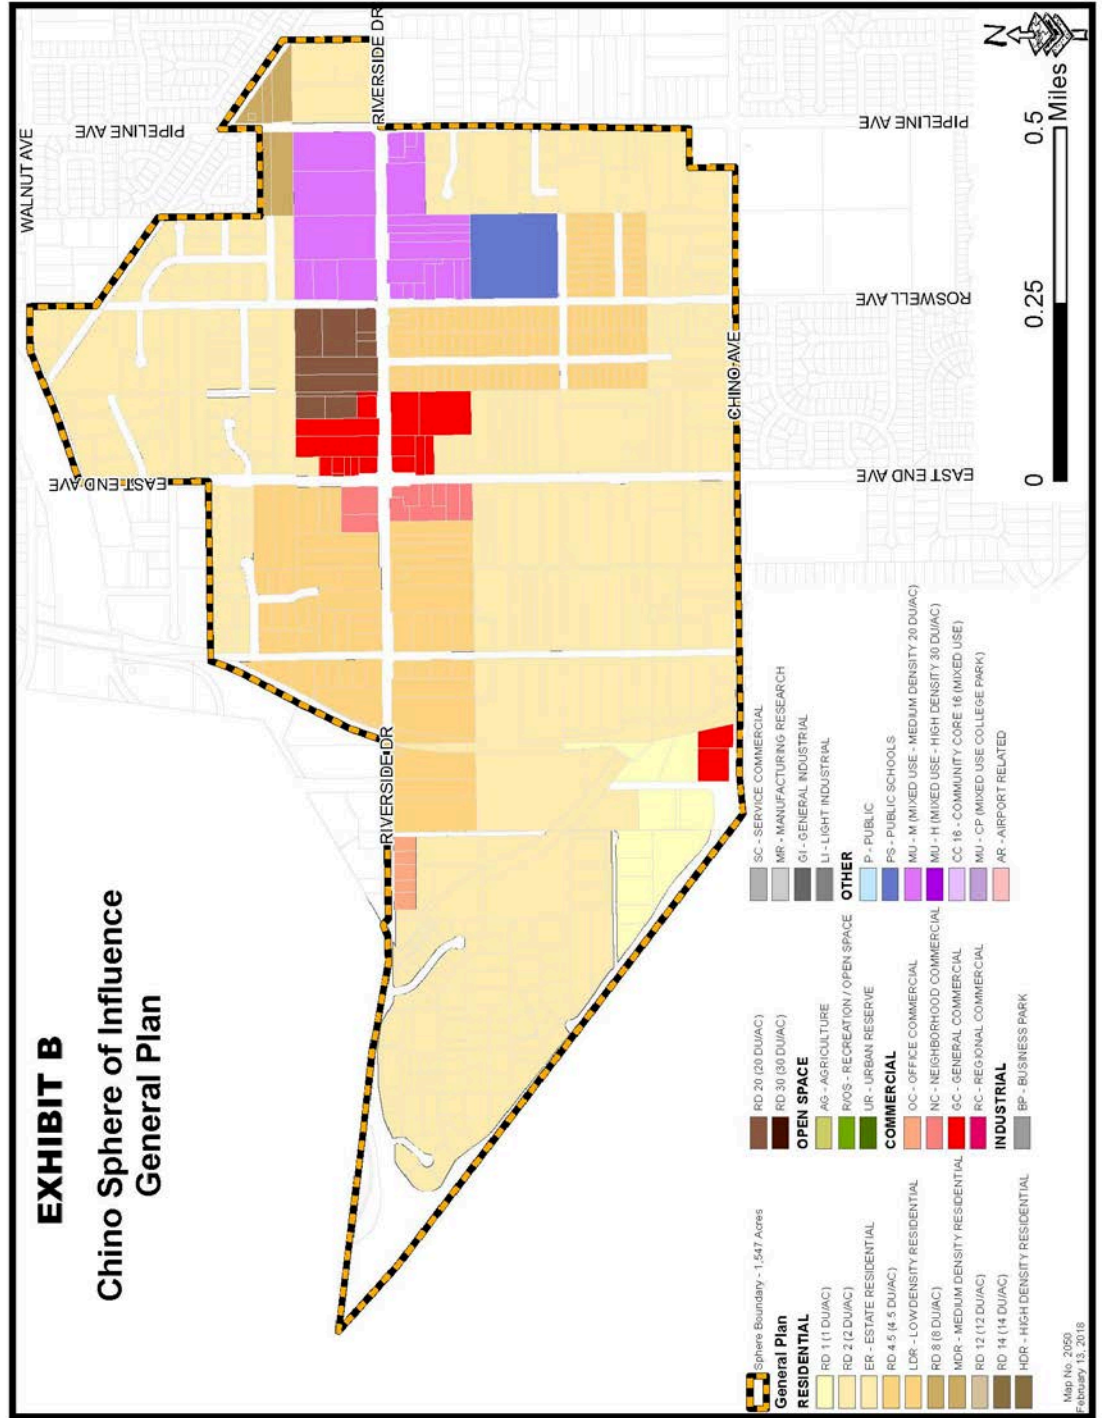 EXHIBIT B
Chino Sphere of Influence
General Plan
WALNUT AVE
PIPELINE AVE
RIVERSIDE DR
EAST END AVE
RIVERSIDE DR
CHINO AVE
PIPELINE AVE
ROSWELL AVE
EAST END AVE
N
0
0.25
0.5
Miles
Sphere Boundary - 1,547 Acres
General Plan
RESIDENTIAL
RD 1 (1 DU/AC)
RD 2 (2 DU/AC)
ER - ESTATE RESIDENTIAL
RD 4.5 (4.5 DU/AC)
LDR - LOW DENSITY RESIDENTIAL
RD 8 (8 DU/AC)
MDR - MEDIUM DENSITY RESIDENTIAL
RD 12 (12 DU/AC)
RD 14 (14 DU/AC)
HDR - HIGH DENSITY RESIDENTIAL
RD 20 (20 DU/AC)
RD 30 (30 DU/AC)
OPEN SPACE
AG - AGRICULTURE
R/OS - RECREATION / OPEN SPACE
UR - URBAN RESERVE
COMMERCIAL
OC - OFFICE COMMERCIAL
NC - NEIGHBORHOOD COMMERCIAL
GC - GENERAL COMMERCIAL
RC - REGIONAL COMMERCIAL
INDUSTRIAL
BP - BUSINESS PARK
SC - SERVICE COMMERCIAL
MR - MANUFACTURING RESEARCH
GI - GENERAL INDUSTRIAL
LI - LIGHT INDUSTRIAL
OTHER
P - PUBLIC
PS - PUBLIC SCHOOLS
MU - M (MIXED USE - MEDIUM DENSITY 20 DU/AC)
MU - H (MIXED USE - HIGH DENSITY 30 DU/AC)
CC 16 - COMMUNITY CORE 16 (MIXED USE)
MU - CP (MIXED USE COLLEGE PARK)
AR - AIRPORT RELATED
Map No. 2050
February 13, 2018